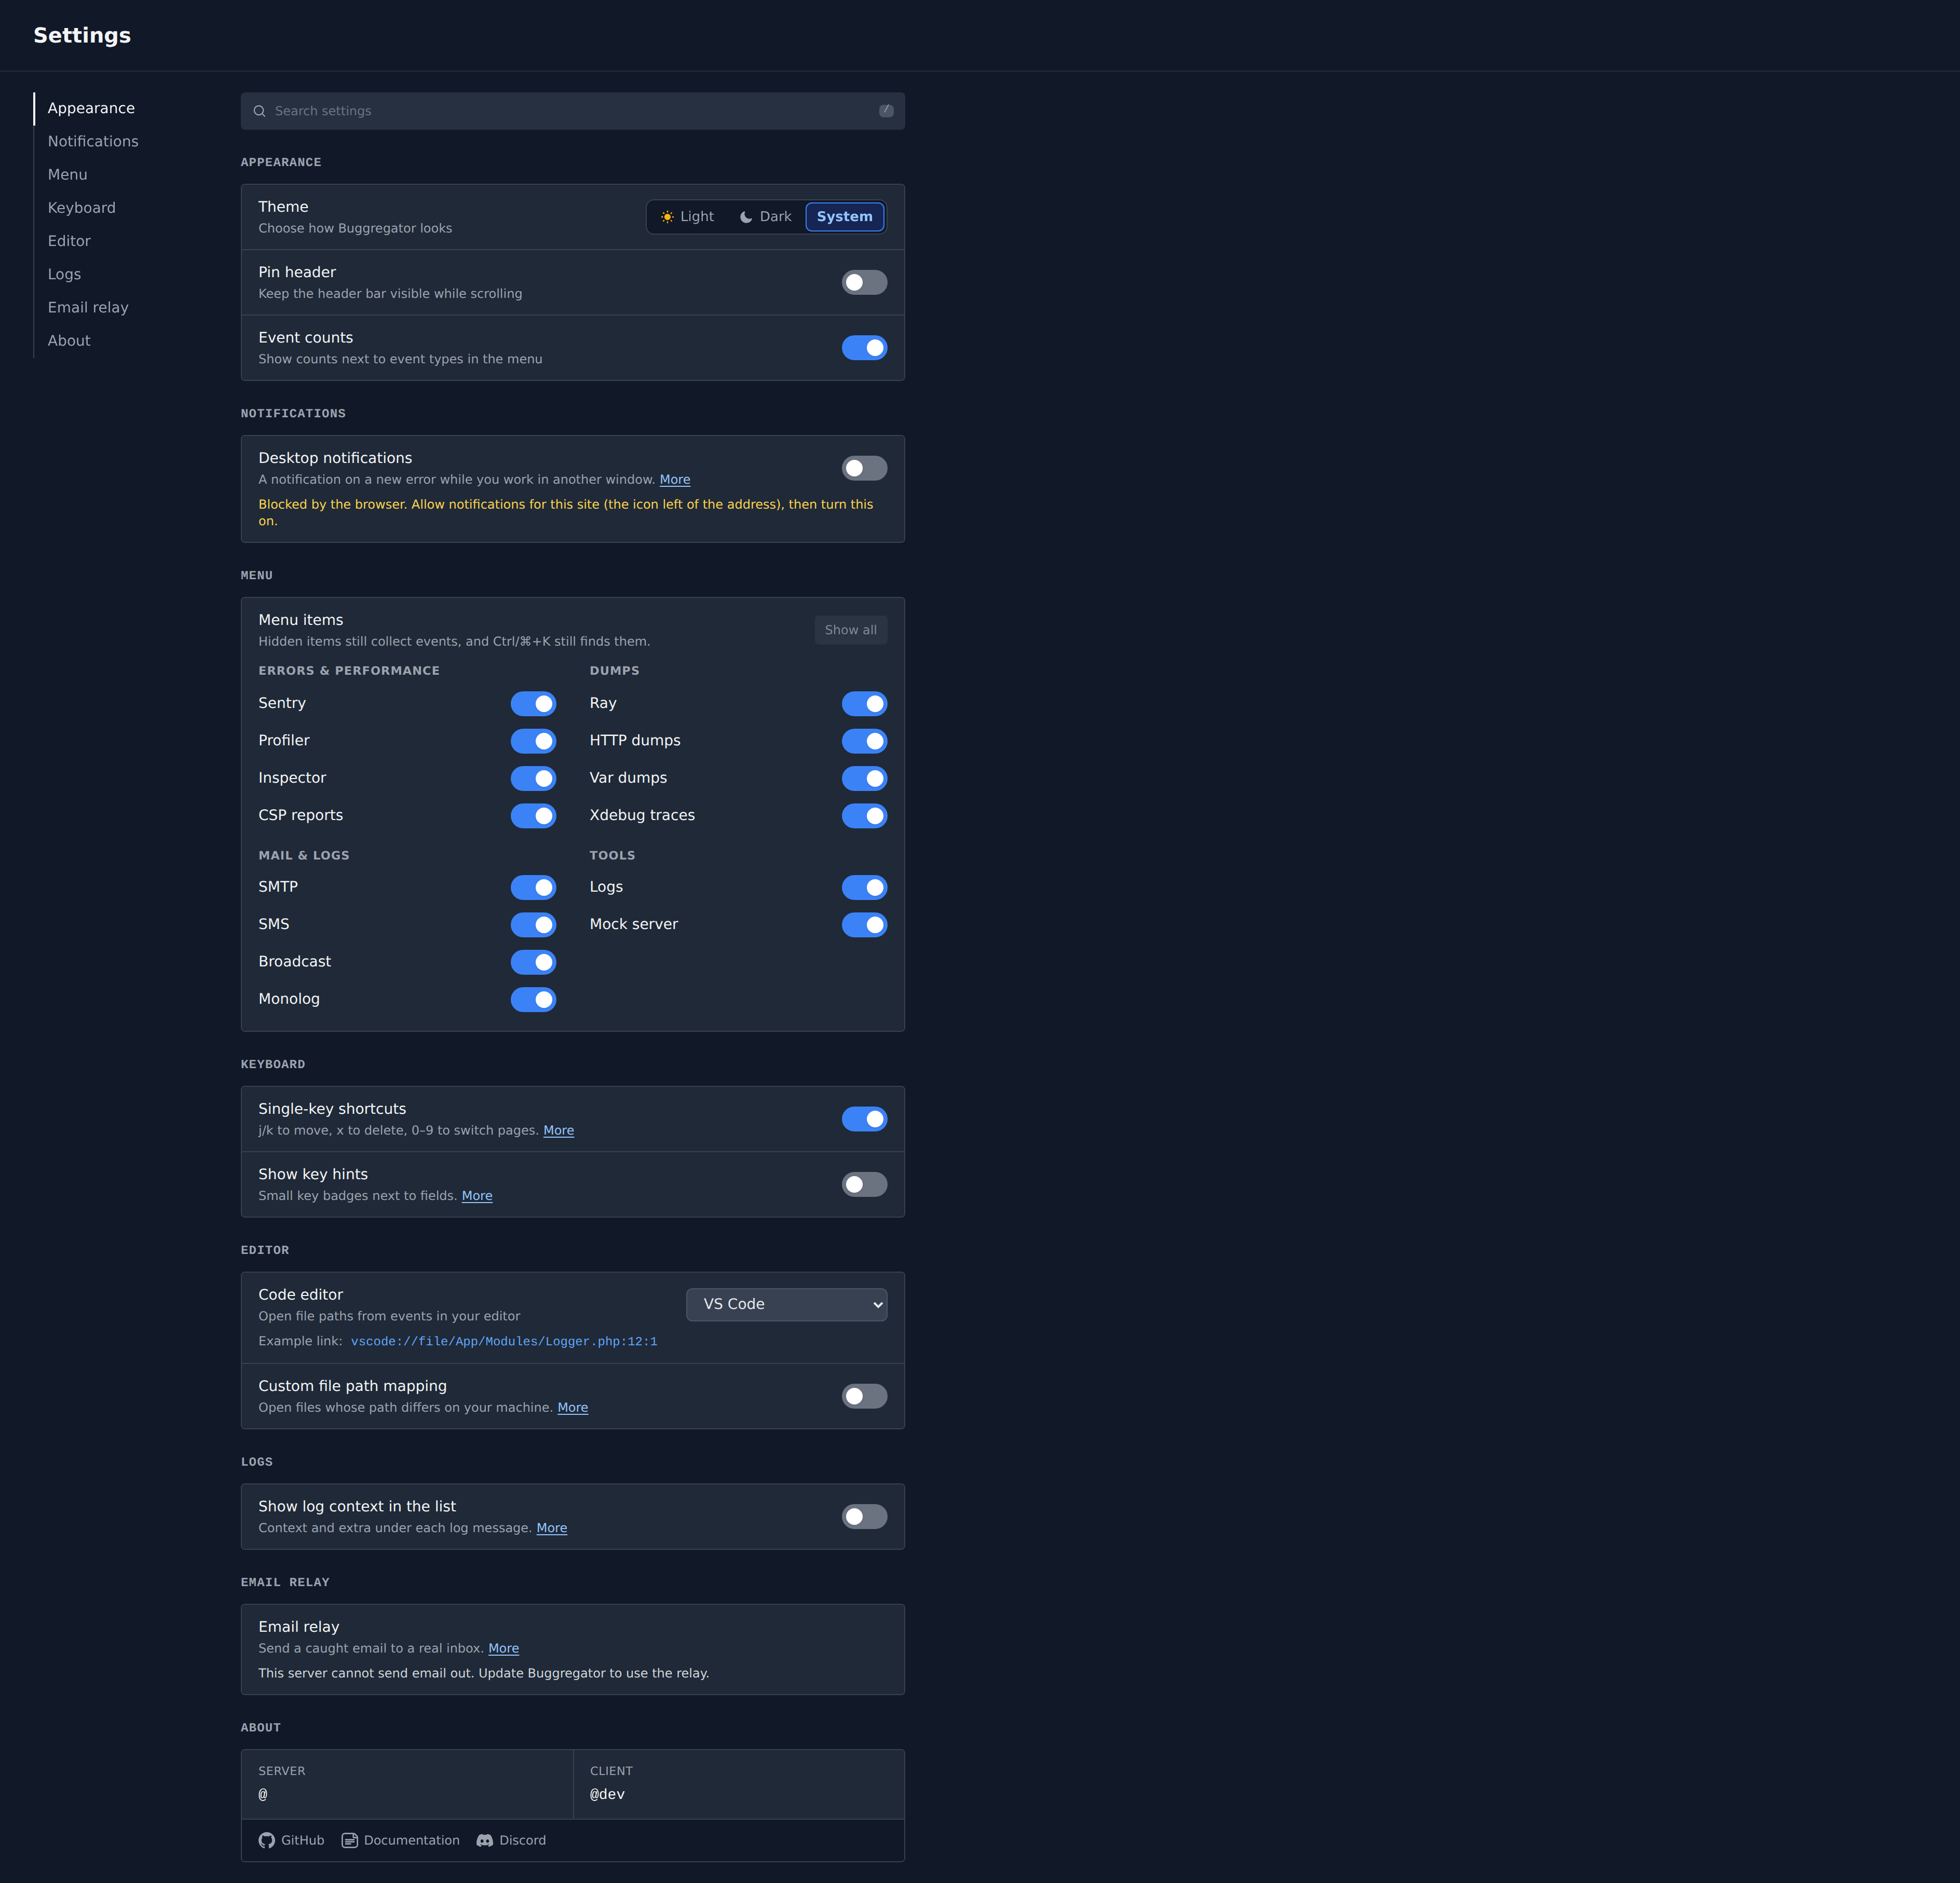 Settings
Appearance
Notifications
Menu
Keyboard
Editor
Logs
Email relay
About
Search settings
/
APPEARANCE
Theme
Choose how Buggregator looks
Light
Dark
System
Pin header
Keep the header bar visible while scrolling
Event counts
Show counts next to event types in the menu
NOTIFICATIONS
Desktop notifications
A notification on a new error while you work in another window. More
Blocked by the browser. Allow notifications for this site (the icon left of the address), then turn this
on.
MENU
Menu items
Hidden items still collect events, and Ctrl/⌘+K still finds them.
Show all
ERRORS & PERFORMANCE
Sentry
Profiler
Inspector
CSP reports
DUMPS
Ray
HTTP dumps
Var dumps
Xdebug traces
MAIL & LOGS
SMTP
SMS
Broadcast
Monolog
TOOLS
Logs
Mock server
KEYBOARD
Single-key shortcuts
j/k to move, x to delete, 0–9 to switch pages. More
Show key hints
Small key badges next to fields. More
EDITOR
Code editor
Open file paths from events in your editor
VS Code
Example link: vscode://file/App/Modules/Logger.php:12:1
Custom file path mapping
Open files whose path differs on your machine. More
LOGS
Show log context in the list
Context and extra under each log message. More
EMAIL RELAY
Email relay
Send a caught email to a real inbox. More
This server cannot send email out. Update Buggregator to use the relay.
ABOUT
SERVER
@
CLIENT
@dev
GitHub
Documentation
Discord